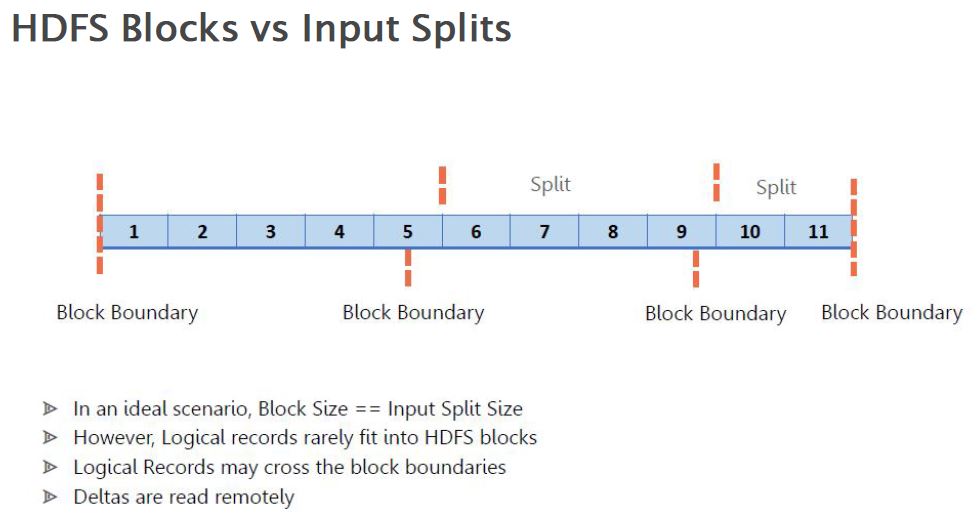 HDFS Blocks vs Input Splits
Split Split
1 2 3 4 5 6 7 8 9 10 11
Block Boundary Block Boundary Block Boundary Block Boundary
In an ideal scenario, Block Size == Input Split Size
However, Logical records rarely fit into HDFS blocks
Logical Records may cross the block boundaries
Deltas are read remotely